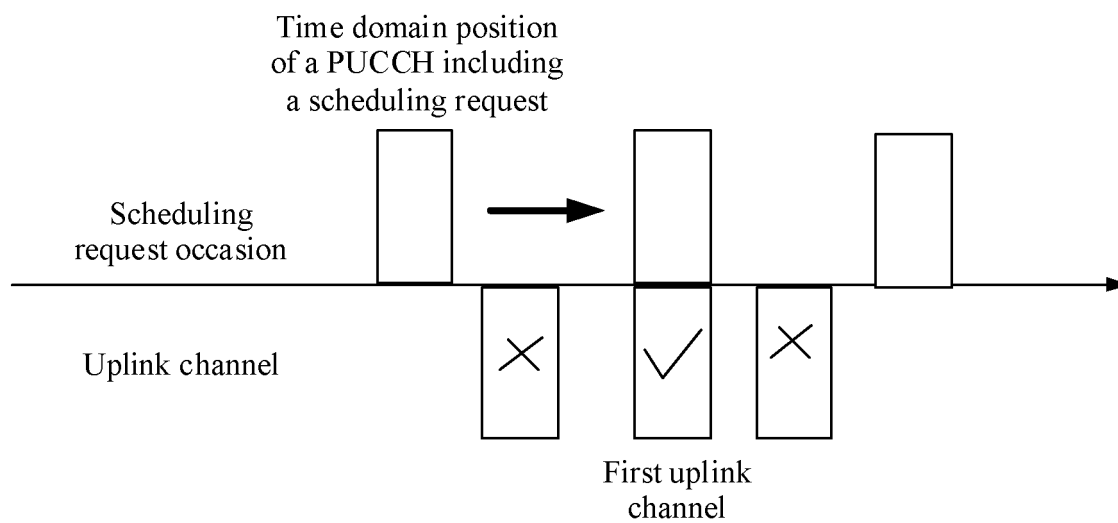 Time domain position
of a PUCCH including
a scheduling request
Scheduling
request occasion
Uplink channel
First uplink
channel